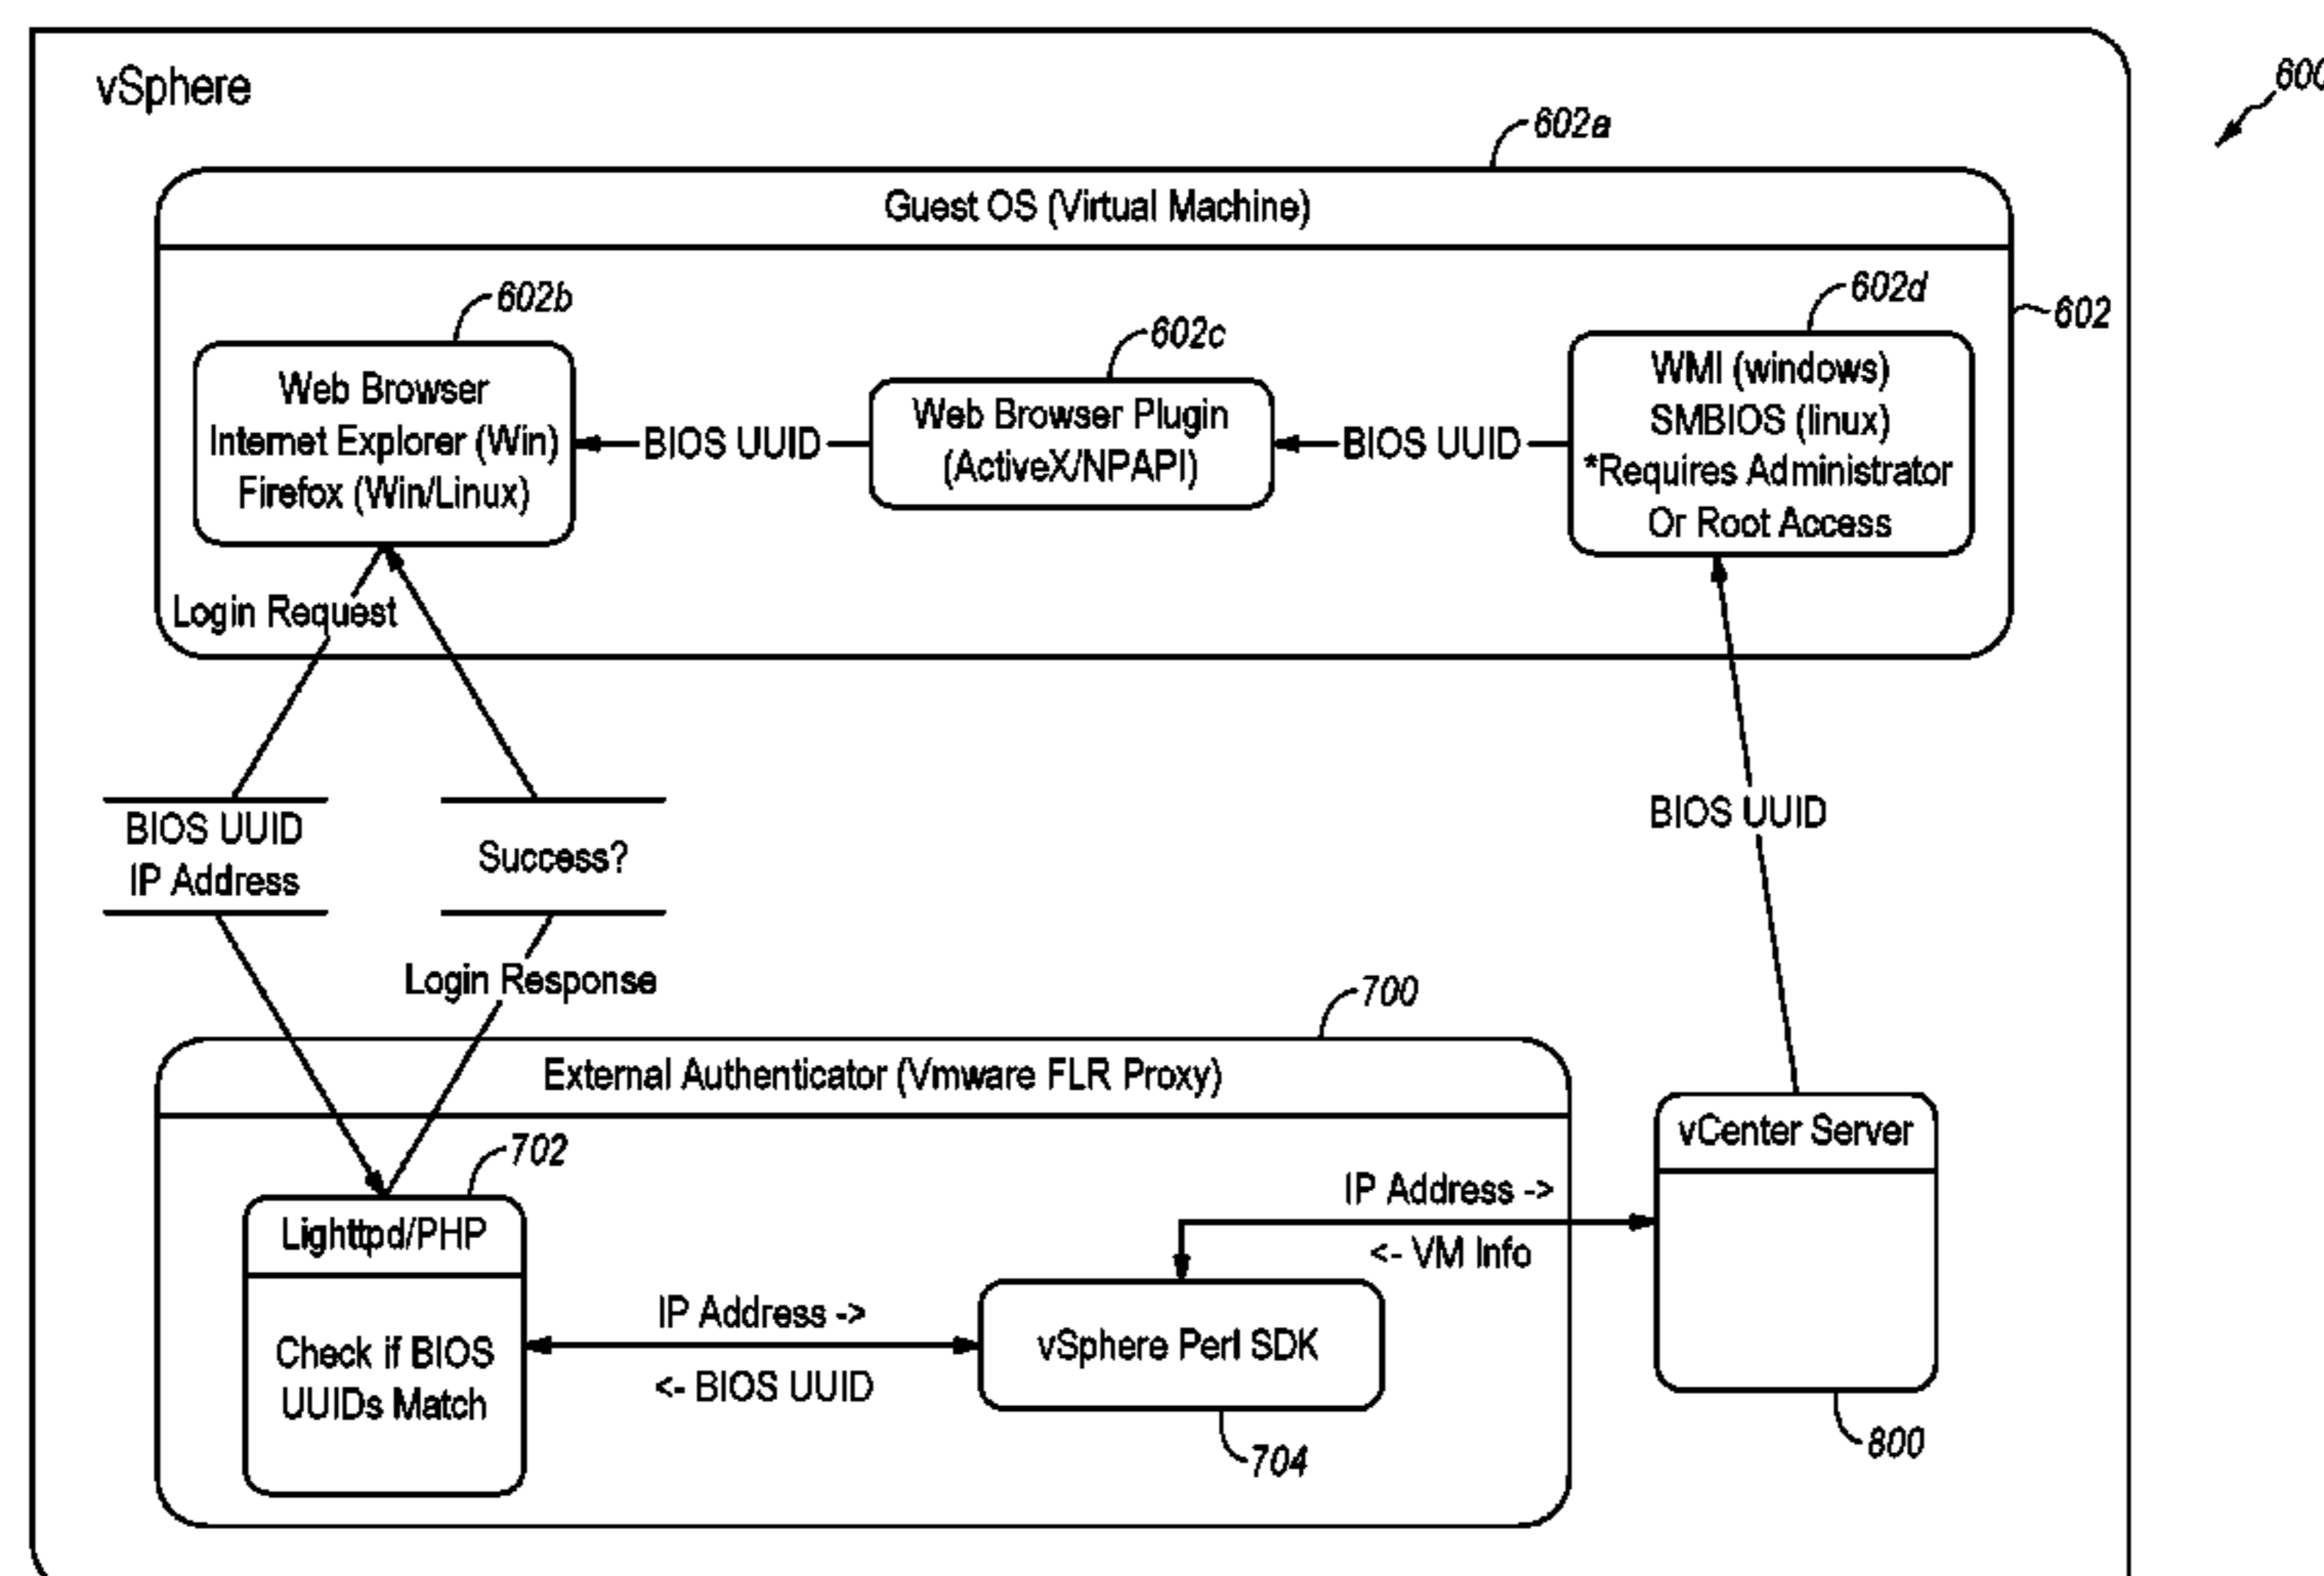 vSphere
600
602a
Guest OS (Virtual Machine)
602b
602c
602d
602
Web Browser
Internet Explorer (Win)
Firefox (Win/Linux)
BIOS UUID
Web Browser Plugin
(ActiveX/NPAPI)
BIOS UUID
WMI (windows)
SMBIOS (linux)
*Requires Administrator
Or Root Access
Login Request
BIOS UUID
IP Address
Success?
BIOS UUID
Login Response
700
External Authenticator (Vmware FLR Proxy)
702
Lighttpd/PHP
Check if BIOS
UUIDs Match
IP Address ->
<- BIOS UUID
vSphere Perl SDK
704
IP Address ->
<- VM Info
vCenter Server
800